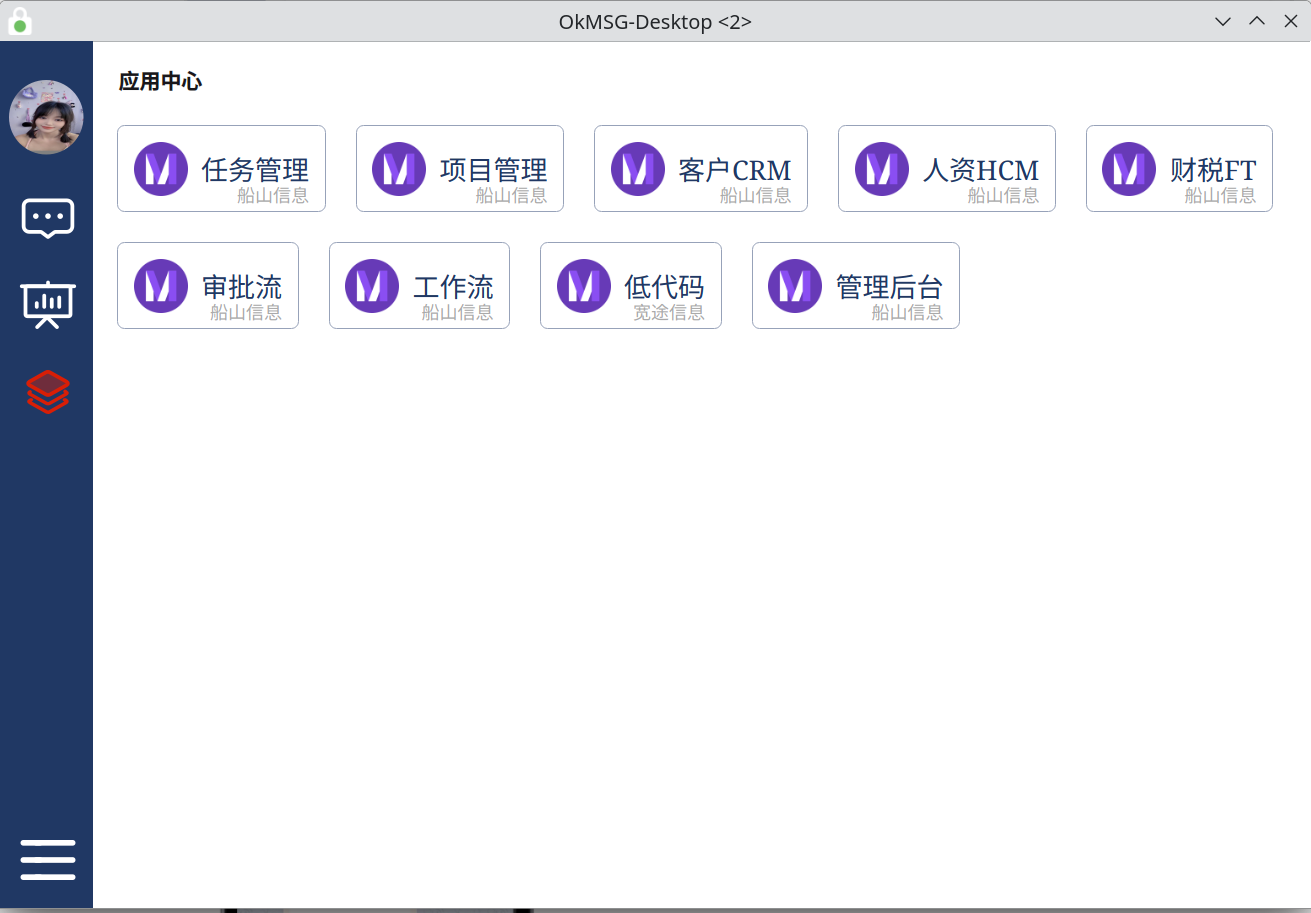 OkMSG-Desktop <2>
应用中心
任务管理
船山信息
项目管理
船山信息
客户CRM
船山信息
人资HCM
船山信息
财税FT
船山信息
审批流
船山信息
工作流
船山信息
低代码
宽途信息
管理后台
船山信息